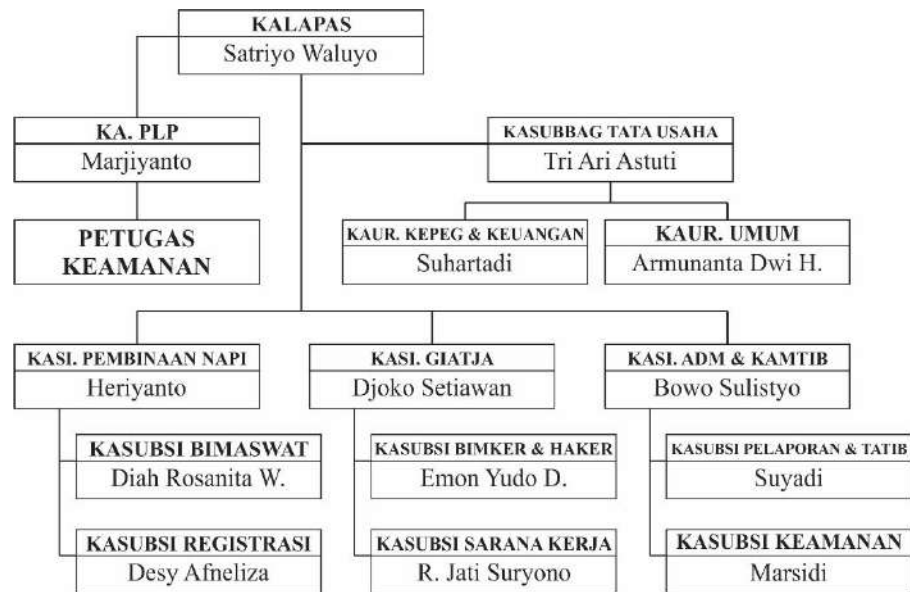 KALAPAS
Satriyo Waluyo
KA. PLP
Marjiyanto
KASUBBAG TATA USAHA
Tri Ari Astuti
PETUGAS
KEAMANAN
KAUR. KEPEG & KEUANGAN
Suhartadi
KAUR. UMUM
Armunanta Dwi H.
KASI. PEMBINAAN NAPI
Heriyanto
KASI. GIATJA
Djoko Setiawan
KASI. ADM & KAMTIB
Bowo Sulistyo
KASUBSI BIMASWAT
Diah Rosanita W.
KASUBSI BIMKER & HAKER
Emon Yudo D.
KASUBSI PELAPORAN & TATIB
Suyadi
KASUBSI REGISTRASI
Desy Afneliza
KASUBSI SARANA KERJA
R. Jati Suryono
KASUBSI KEAMANAN
Marsidi